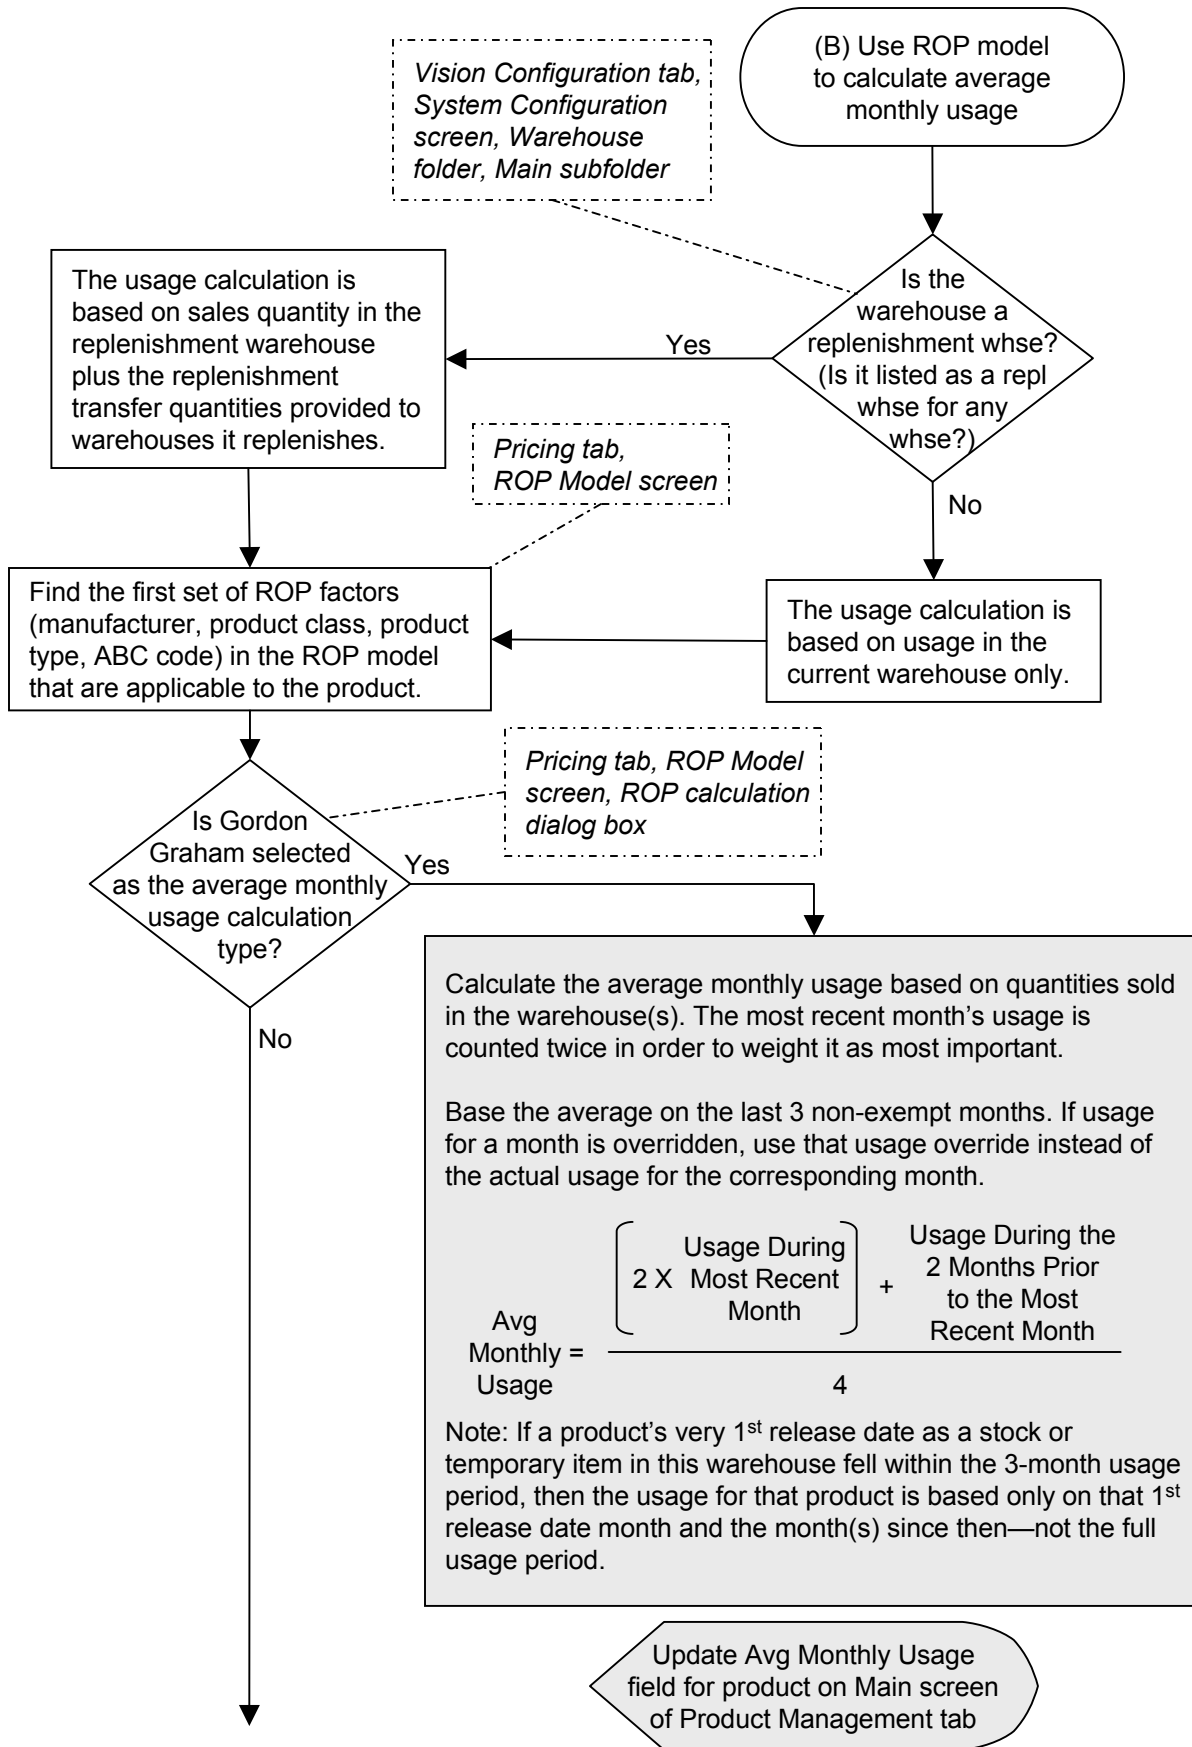 (B) Use ROP model
to calculate average
monthly usage
Vision Configuration tab,
System Configuration
screen, Warehouse
folder, Main subfolder
Is the
warehouse a
replenishment whse?
(Is it listed as a repl
whse for any
whse?)
Yes
The usage calculation is
based on sales quantity in the
replenishment warehouse
plus the replenishment
transfer quantities provided to
warehouses it replenishes.
No
The usage calculation is
based on usage in the
current warehouse only.
Pricing tab,
ROP Model screen
Find the first set of ROP factors
(manufacturer, product class, product
type, ABC code) in the ROP model
that are applicable to the product.
Pricing tab, ROP Model
screen, ROP calculation
dialog box
Is Gordon
Graham selected
as the average monthly
usage calculation
type?
Yes
No
Calculate the average monthly usage based on quantities sold
in the warehouse(s). The most recent month’s usage is
counted twice in order to weight it as most important.
Base the average on the last 3 non-exempt months. If usage
for a month is overridden, use that usage override instead of
the actual usage for the corresponding month.
Avg
Monthly =
Usage
2 X
Usage During
Most Recent
Month
+
Usage During the
2 Months Prior
to the Most
Recent Month
4
Note: If a product’s very 1st release date as a stock or
temporary item in this warehouse fell within the 3-month usage
period, then the usage for that product is based only on that 1st
release date month and the month(s) since then—not the full
usage period.
Update Avg Monthly Usage
field for product on Main screen
of Product Management tab